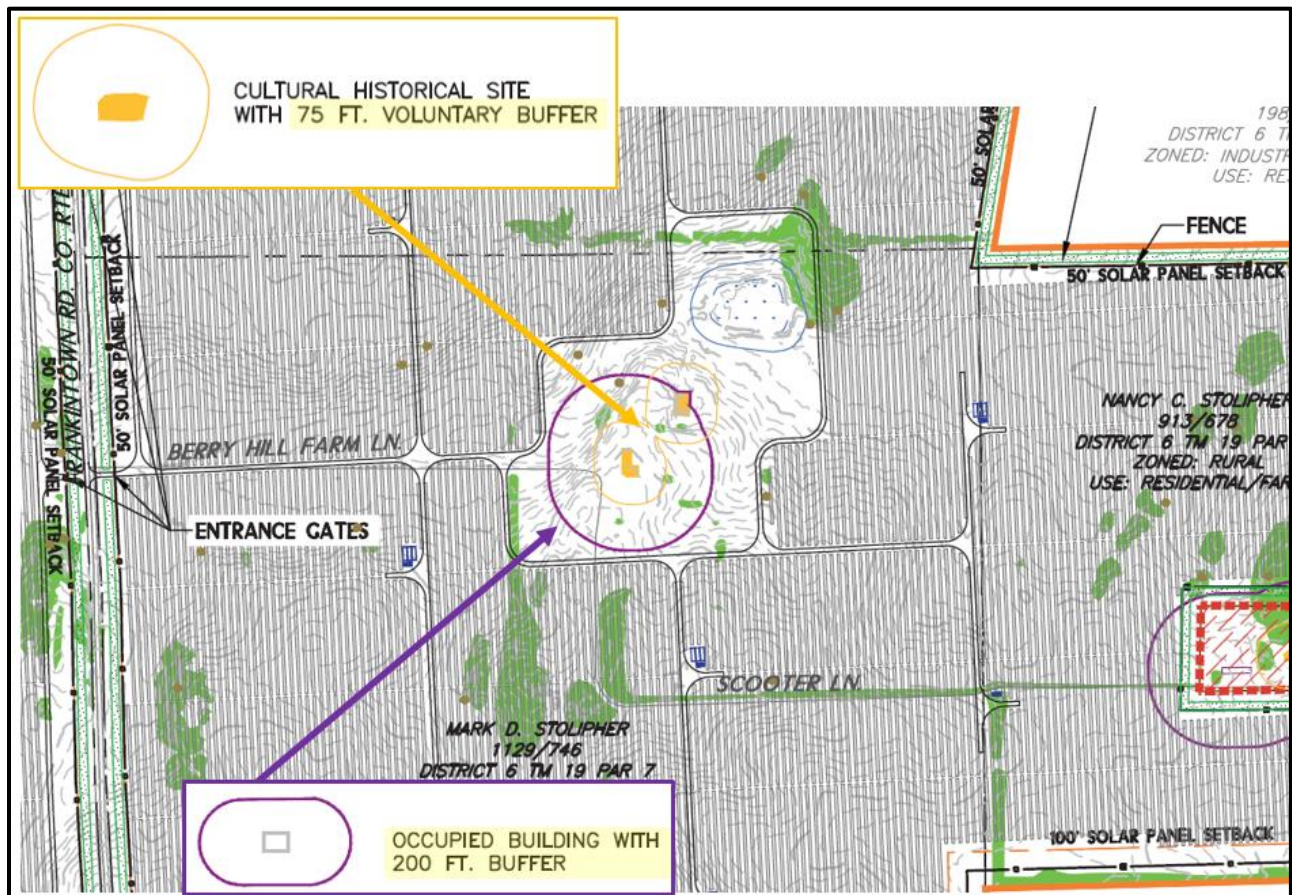 CULTURAL HISTORICAL SITE
WITH 75 FT. VOLUNTARY BUFFER
198
DISTRICT 6
ZONED:
USE:
50' SOLAR
FENCE
50' SOLAR PANEL SETBACK
RANKINTOWN RD. CO. RTE
50' SOLAR PANEL SETBACK
50' SOLAR PANEL SETBACK
BERRY HILL FARM LN.
ENTRANCE GATES
NANCY C. STOLIPHER
913/678
DISTRICT 6 TM 19 PAR
ZONED: RURAL
USE: RESIDENTIAL/FAR
SCOOTER LN.
MARK D. STOLIPHER
1129/746
DISTRICT 6 TM 19 PAR 7
OCCUPIED BUILDING WITH
200 FT. BUFFER
100' SOLAR PANEL SETBACK